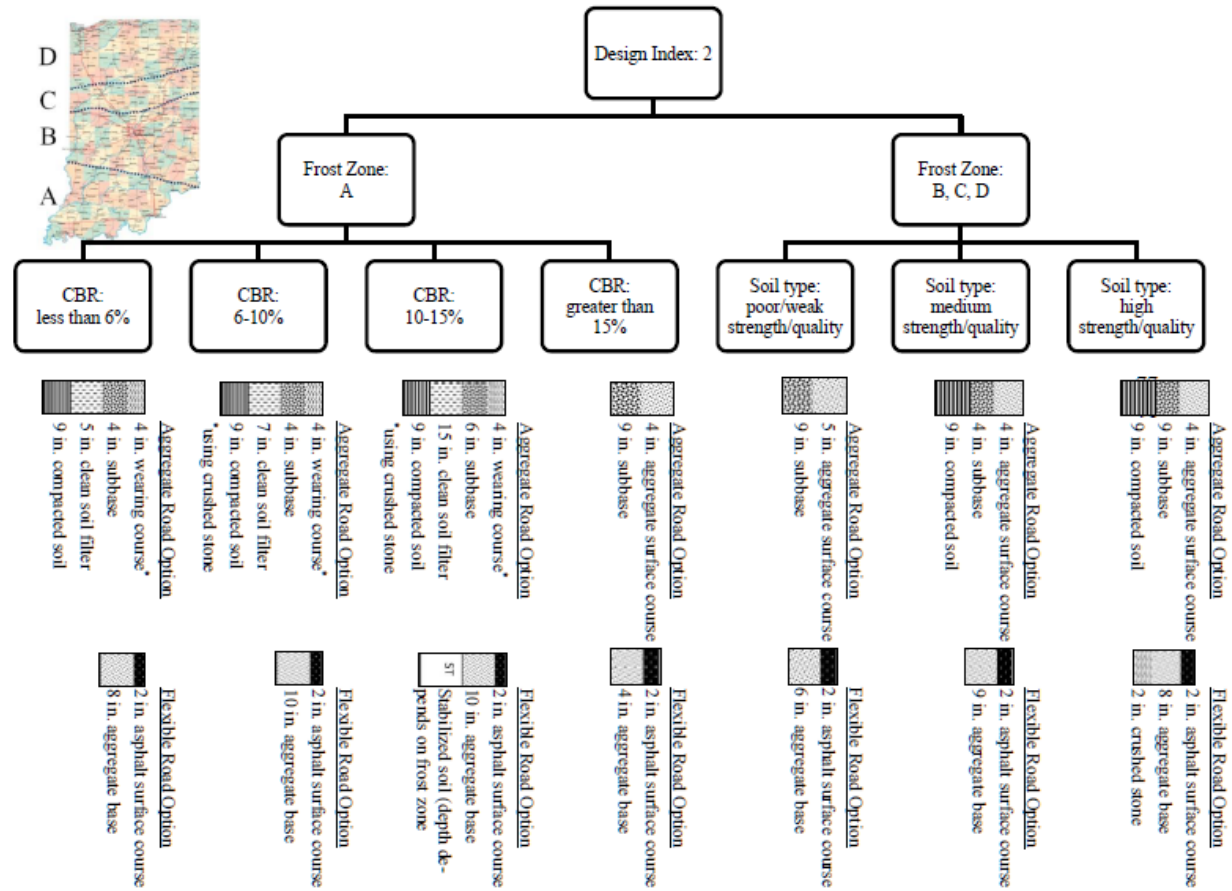 D
C
B
A
Design Index: 2
Frost Zone:
A
Frost Zone:
B, C, D
CBR:
less than 6%
CBR:
6-10%
CBR:
10-15%
CBR:
greater than
15%
Soil type:
poor/weak
strength/quality
Soil type:
medium
strength/quality
Soil type:
high
strength/quality
Aggregate Road Option
4 in. wearing course*
4 in. subbase
5 in. clean soil filter
9 in. compacted soil
Aggregate Road Option
4 in. wearing course*
4 in. subbase
7 in. clean soil filter
9 in. compacted soil
*using crushed stone
Aggregate Road Option
4 in. wearing course*
6 in. subbase
15 in. clean soil filter
9 in. compacted soil
*using crushed stone
Aggregate Road Option
4 in. aggregate surface course
9 in. subbase
Aggregate Road Option
5 in. aggregate surface course
9 in. subbase
Aggregate Road Option
4 in. aggregate surface course
4 in. subbase
9 in. compacted soil
Aggregate Road Option
4 in. aggregate surface course
9 in. subbase
9 in. compacted soil
Flexible Road Option
2 in. asphalt surface course
8 in. aggregate base
Flexible Road Option
2 in. asphalt surface course
10 in. aggregate base
ST
Flexible Road Option
2 in. asphalt surface course
10 in. aggregate base
Stabilized soil (depth de-
pends on frost zone
Flexible Road Option
2 in. asphalt surface course
4 in. aggregate base
Flexible Road Option
2 in. asphalt surface course
6 in. aggregate base
Flexible Road Option
2 in. asphalt surface course
9 in. aggregate base
Flexible Road Option
2 in. asphalt surface course
8 in. aggregate base
2 in. crushed stone